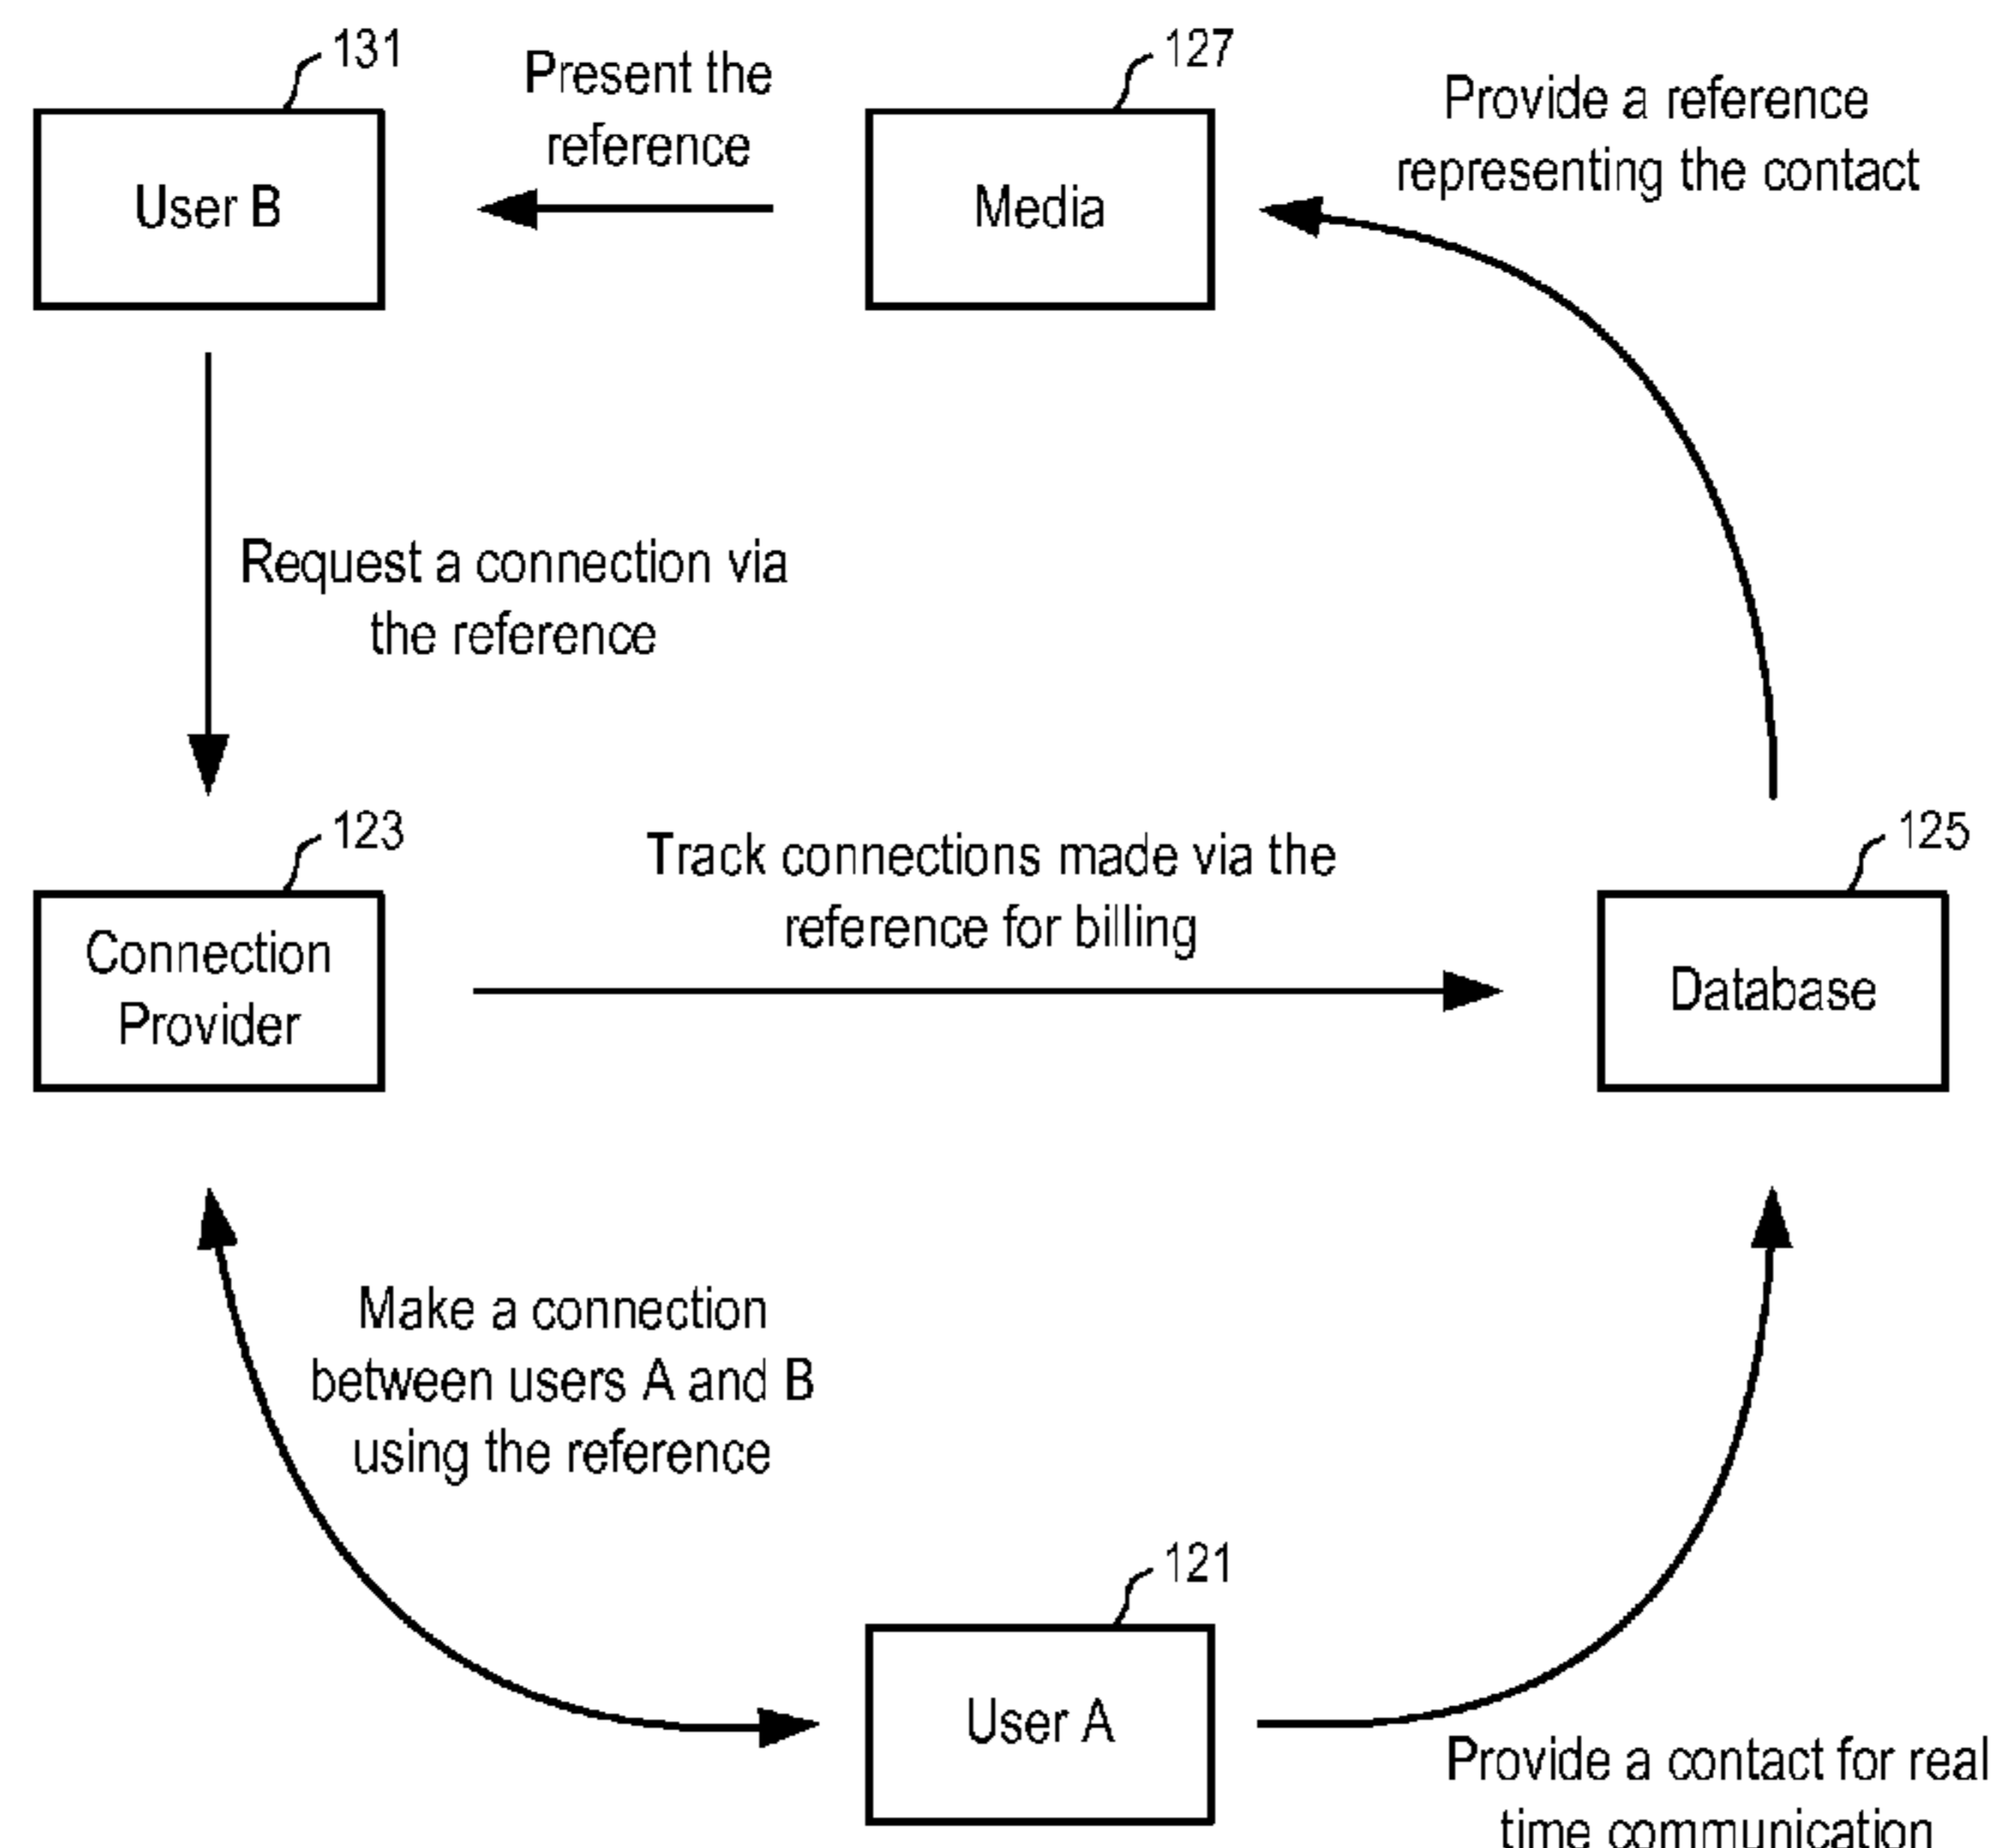 131
Present the
reference
127
Provide a reference
representing the contact
User B
Media
Request a connection via
the reference
123
Track connections made via the
reference for billing
125
Connection
Provider
Database
Make a connection
between users A and B
using the reference
121
User A
Provide a contact for real
time communication